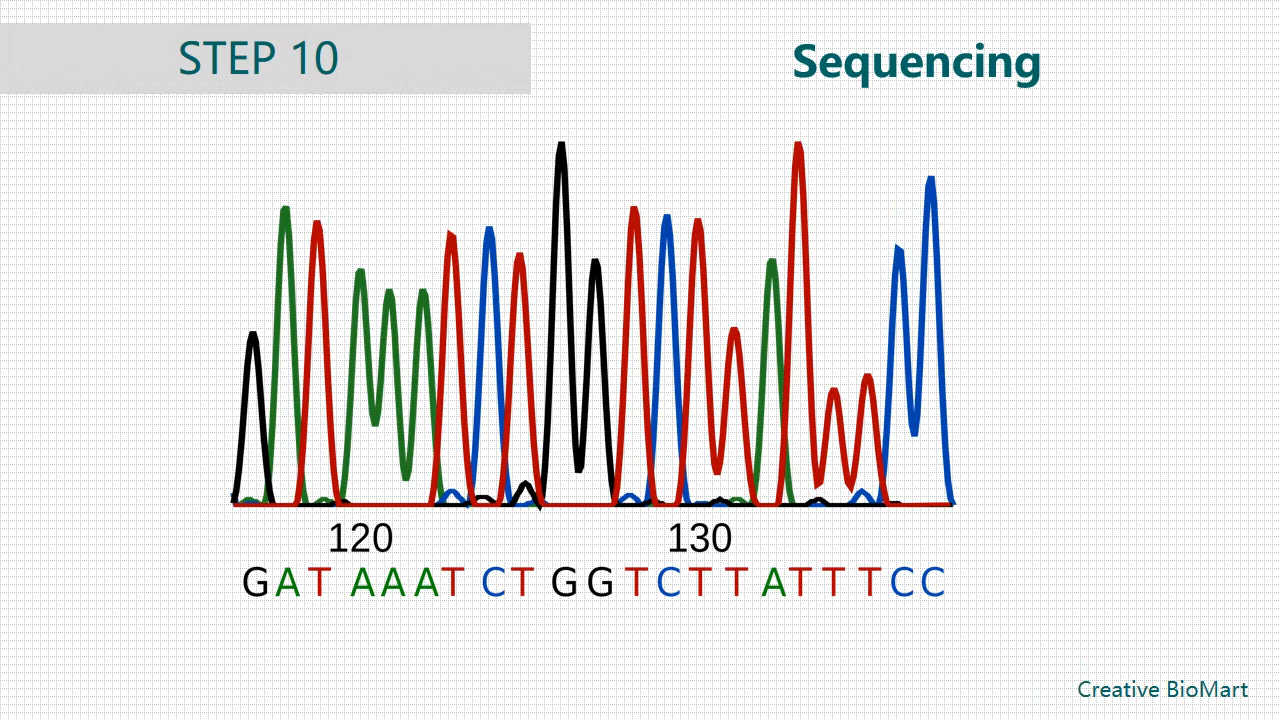 STEP 10
Sequencing
120 130
GAT AAAT CT GGTCTTATTTCC
Creative BioMart